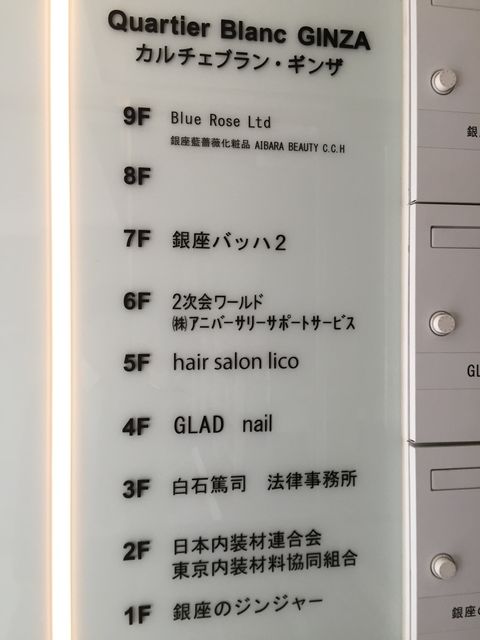 Quartier Blanc GINZA
カルチェブラン・ギンザ
9F Blue Rose Ltd
銀座藍薔薇化粧品 AIBARA BEAUTY C.C.H
8F
7F 銀座バッハ2
6F 2次会ワールド
㈱アニバーサリーサポートサービス
5F hair salon lico
4F GLAD nail
3F 白石篤司 法律事務所
2F 日本内装材連合会
東京内装材料協同組合
1F 銀座のジンジャー
銀
GL
銀座の